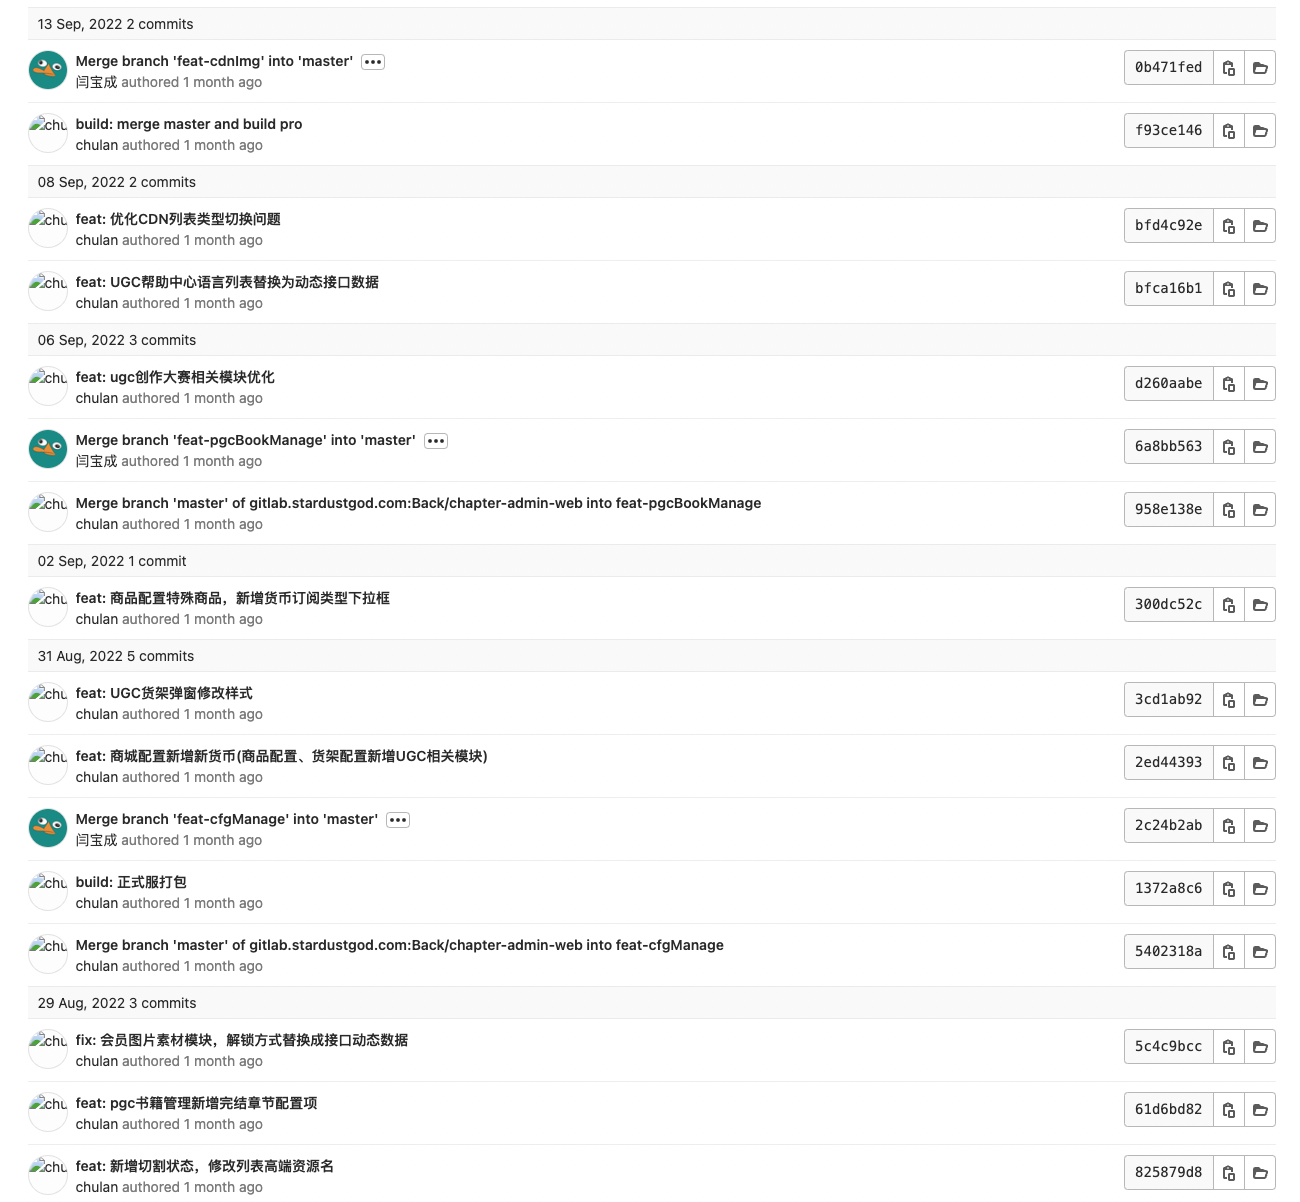 13 Sep, 2022 2 commits
Merge branch 'feat-cdnImg' into 'master' •••
闫宝成 authored 1 month ago
0b471fed
chu
build: merge master and build pro
chulan authored 1 month ago
f93ce146
08 Sep, 2022 2 commits
chu
feat: 优化CDN列表类型切换问题
chulan authored 1 month ago
bfd4c92e
chu
feat: UGC帮助中心语言列表替换为动态接口数据
chulan authored 1 month ago
bfca16b1
06 Sep, 2022 3 commits
chu
feat: ugc创作大赛相关模块优化
chulan authored 1 month ago
d260aabe
Merge branch 'feat-pgcBookManage' into 'master' •••
闫宝成 authored 1 month ago
6a8bb563
chu
Merge branch 'master' of gitlab.stardustgod.com:Back/chapter-admin-web into feat-pgcBookManage
chulan authored 1 month ago
958e138e
02 Sep, 2022 1 commit
chu
feat: 商品配置特殊商品，新增货币订阅类型下拉框
chulan authored 1 month ago
300dc52c
31 Aug, 2022 5 commits
chu
feat: UGC货架弹窗修改样式
chulan authored 1 month ago
3cd1ab92
chu
feat: 商城配置新增新货币(商品配置、货架配置新增UGC相关模块)
chulan authored 1 month ago
2ed44393
Merge branch 'feat-cfgManage' into 'master' •••
闫宝成 authored 1 month ago
2c24b2ab
chu
build: 正式服打包
chulan authored 1 month ago
1372a8c6
chu
Merge branch 'master' of gitlab.stardustgod.com:Back/chapter-admin-web into feat-cfgManage
chulan authored 1 month ago
5402318a
29 Aug, 2022 3 commits
chu
fix: 会员图片素材模块，解锁方式替换成接口动态数据
chulan authored 1 month ago
5c4c9bcc
chu
feat: pgc书籍管理新增完结章节配置项
chulan authored 1 month ago
61d6bd82
chu
feat: 新增切割状态，修改列表高端资源名
chulan authored 1 month ago
825879d8